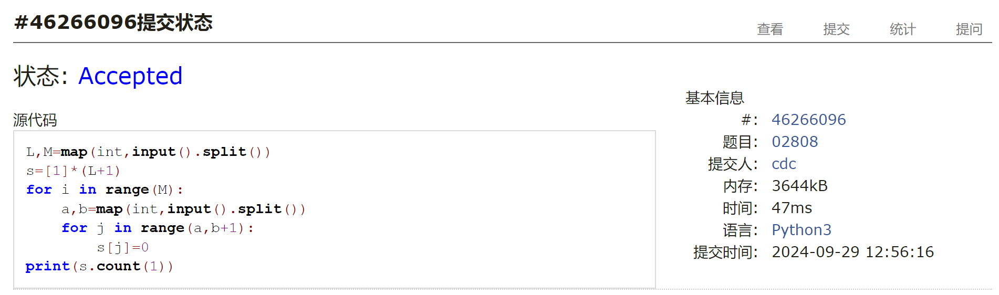 #46266096提交状态
查看 提交 统计 提问
状态: Accepted
源代码
L,M=map(int,input().split())
s=[1]*(L+1)
for i in range(M):
    a,b=map(int,input().split())
    for j in range(a,b+1):
        s[j]=0
print(s.count(1))
基本信息
#: 46266096
题目: 02808
提交人: cdc
内存: 3644kB
时间: 47ms
语言: Python3
提交时间: 2024-09-29 12:56:16